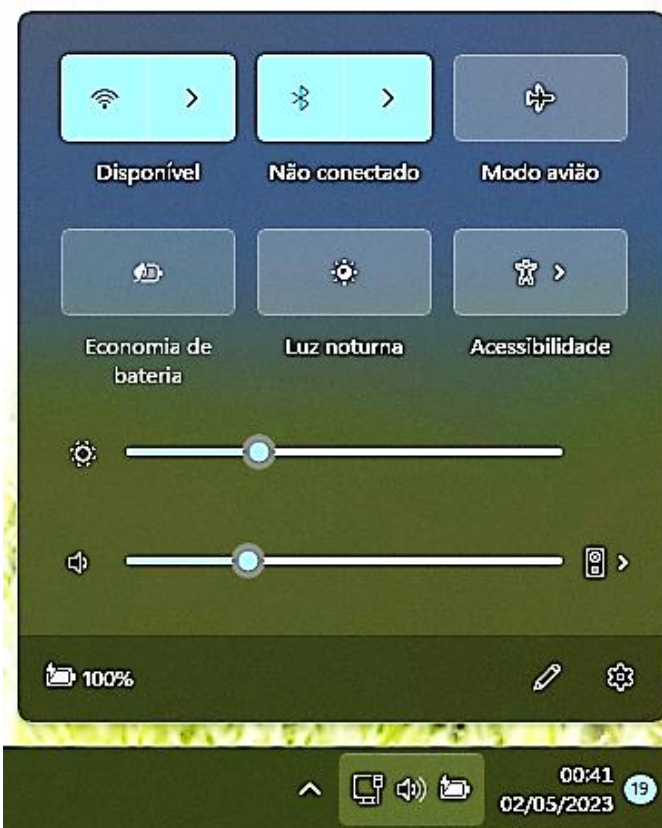 Disponível
Não conectado
Modo avião
Economia de
bateria
Luz noturna
Acessibilidade
100%
00:41
02/05/2023
19